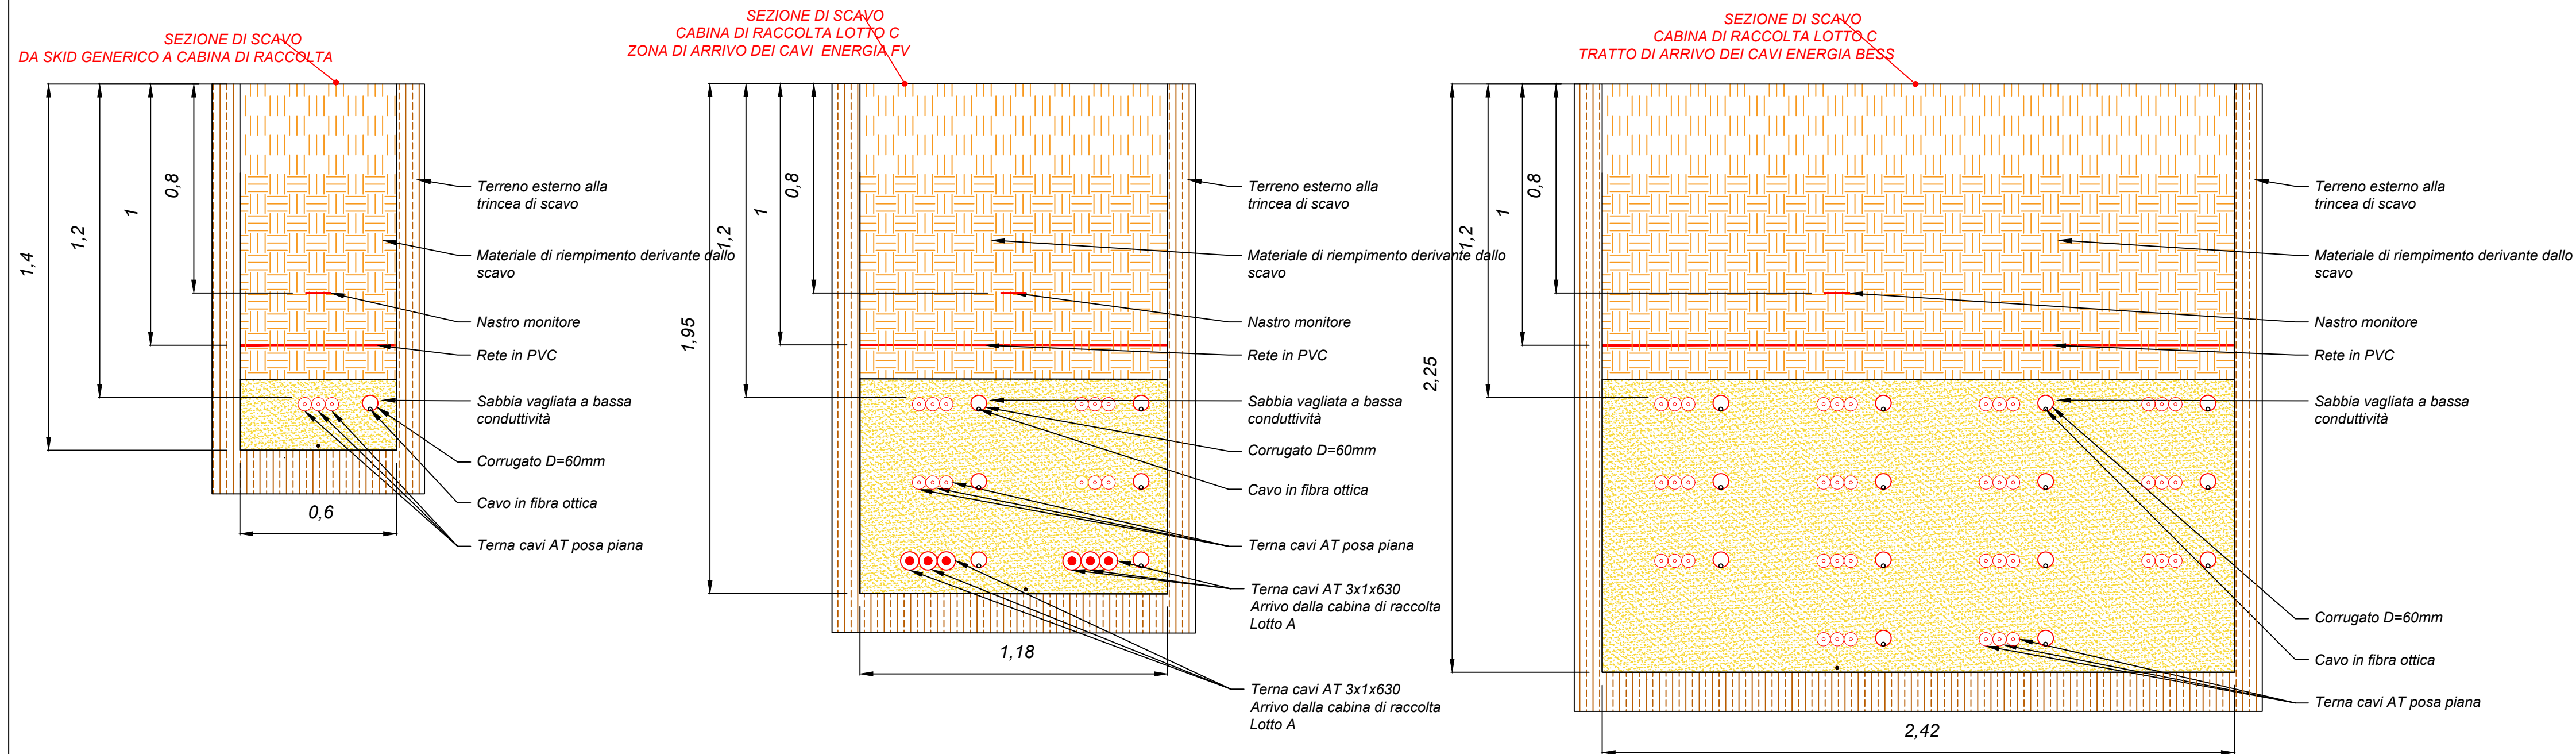 SEZIONE DI SCAVO
DA SKID GENERICO A CABINA DI RACCOLTA
1,4
1,2
1
0,8
Terreno esterno alla
trincea di scavo
Materiale di riempimento derivante dallo
scavo
Nastro monitore
Rete in PVC
Sabbia vagliata a bassa
conduttività
Corrugato D=60mm
Cavo in fibra ottica
Terna cavi AT posa piana
0,6
SEZIONE DI SCAVO
CABINA DI RACCOLTA LOTTO C
ZONA DI ARRIVO DEI CAVI ENERGIA FV
1,95
1,2
1
0,8
Terreno esterno alla
trincea di scavo
Materiale di riempimento derivante dallo
scavo
Nastro monitore
Rete in PVC
Sabbia vagliata a bassa
conduttività
Corrugato D=60mm
Cavo in fibra ottica
Terna cavi AT posa piana
Terna cavi AT 3x1x630
Arrivo dalla cabina di raccolta
Lotto A
Terna cavi AT 3x1x630
Arrivo dalla cabina di raccolta
Lotto A
1,18
SEZIONE DI SCAVO
CABINA DI RACCOLTA LOTTO C
TRATTO DI ARRIVO DEI CAVI ENERGIA BESS
2,25
1,2
1
0,8
Terreno esterno alla
trincea di scavo
Materiale di riempimento derivante dallo
scavo
Nastro monitore
Rete in PVC
Sabbia vagliata a bassa
conduttività
Corrugato D=60mm
Cavo in fibra ottica
Terna cavi AT posa piana
2,42